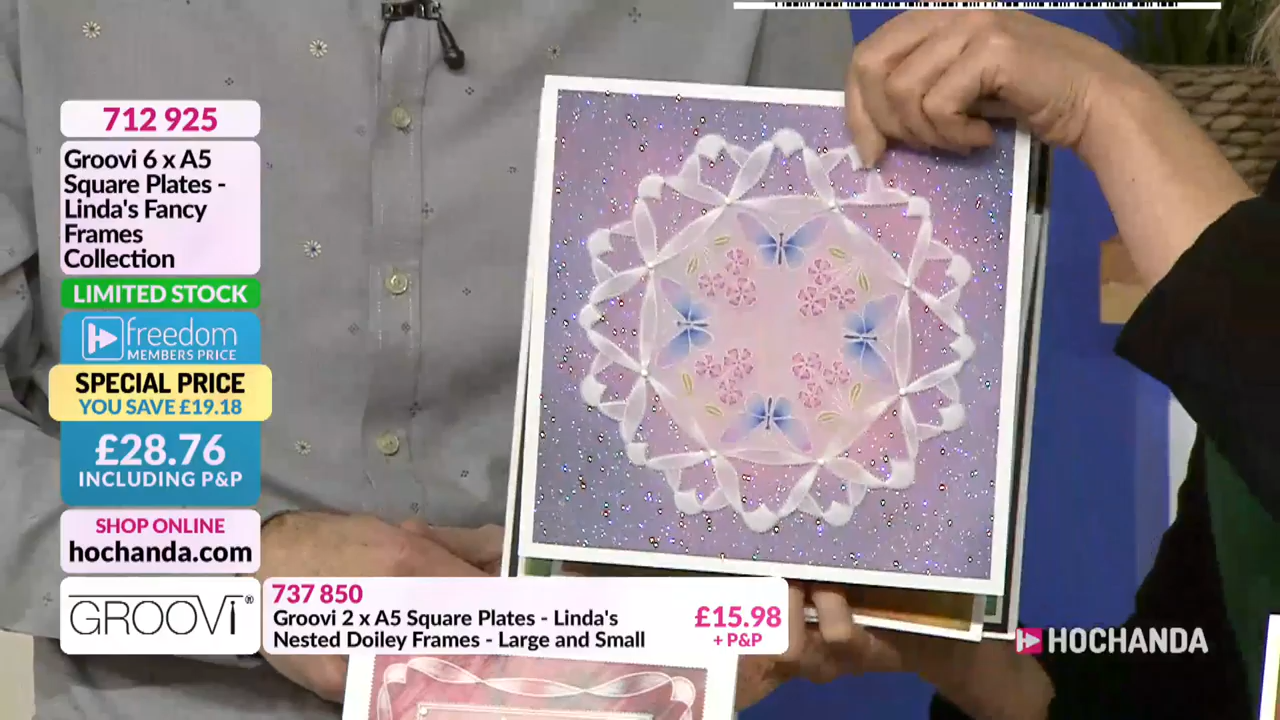 712 925
Groovi 6 x A5
Square Plates -
Linda's Fancy
Frames
Collection
LIMITED STOCK
freedom
MEMBERS PRICE
SPECIAL PRICE
YOU SAVE £19.18
£28.76
INCLUDING P&P
SHOP ONLINE
hochanda.com
GROOVI®
737 850
Groovi 2 x A5 Square Plates - Linda's
Nested Doiley Frames - Large and Small
£15.98
+ P&P
HOCHANDA